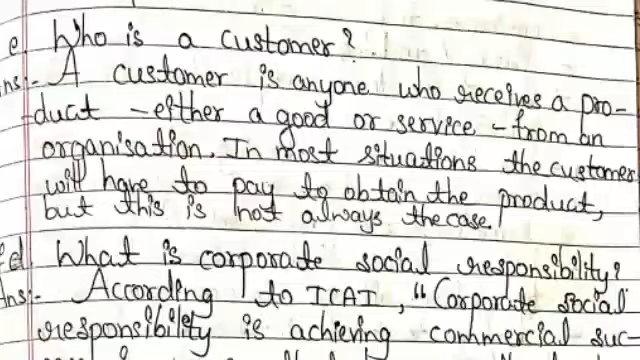 e. Who is a customer?
Ans:- A customer is anyone who receives a pro-
-duct - either a good or service - from an
organisation. In most situations the customer
will have to pay to obtain the product,
but this is not always the case.
d. What is corporate social responsibility?
Ans:- According to ICAI, "Corporate social
responsibility is achieving commercial suc-